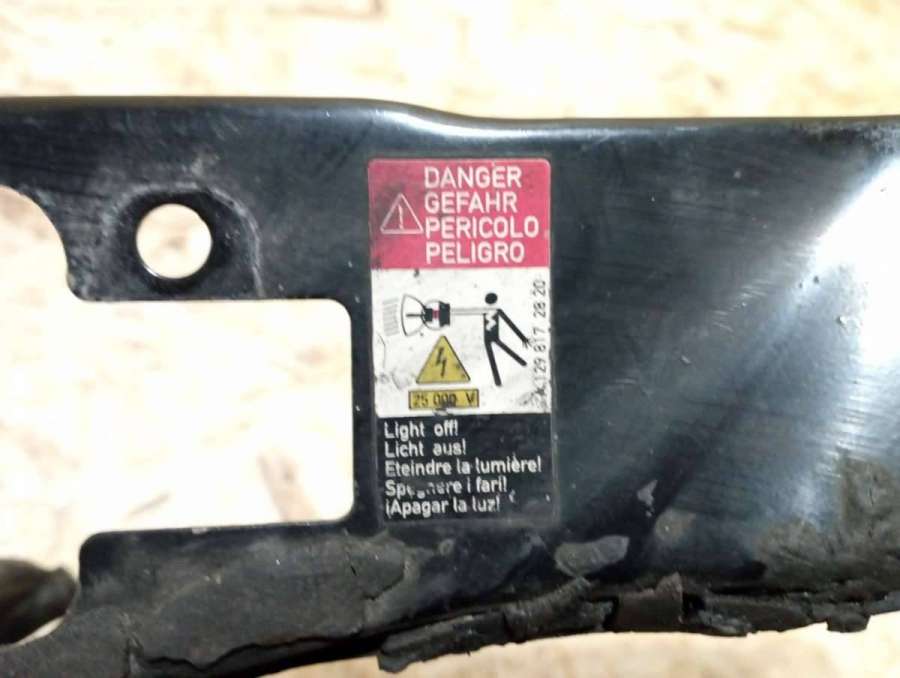 DANGER
GEFAHR
PERICOLO
PELIGRO
129 817 28 20
25 000 V
Light off!
Licht aus!
Eteindre la lumière!
i fari!
¡Apagar la luz!